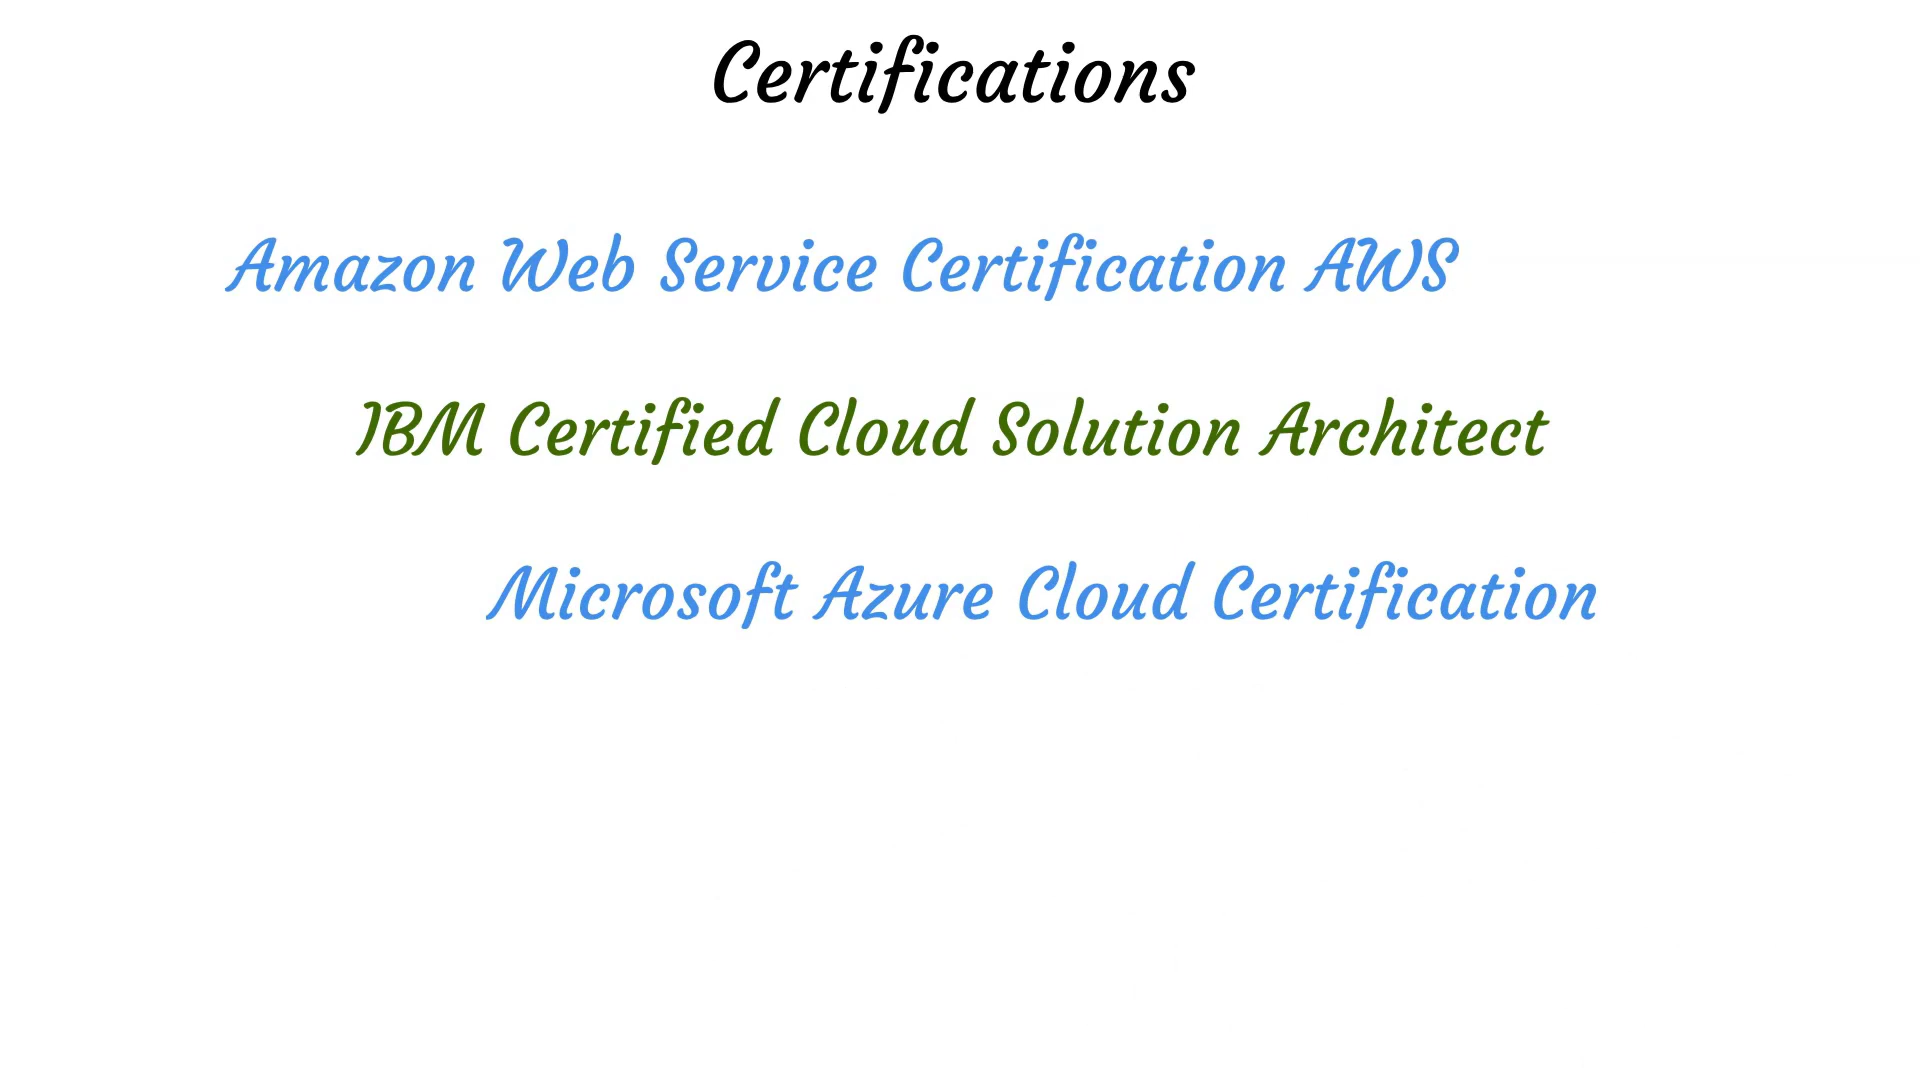 Certifications
Amazon Web Service Certification AWS
IBM Certified Cloud Solution Architect
Microsoft Azure Cloud Certification